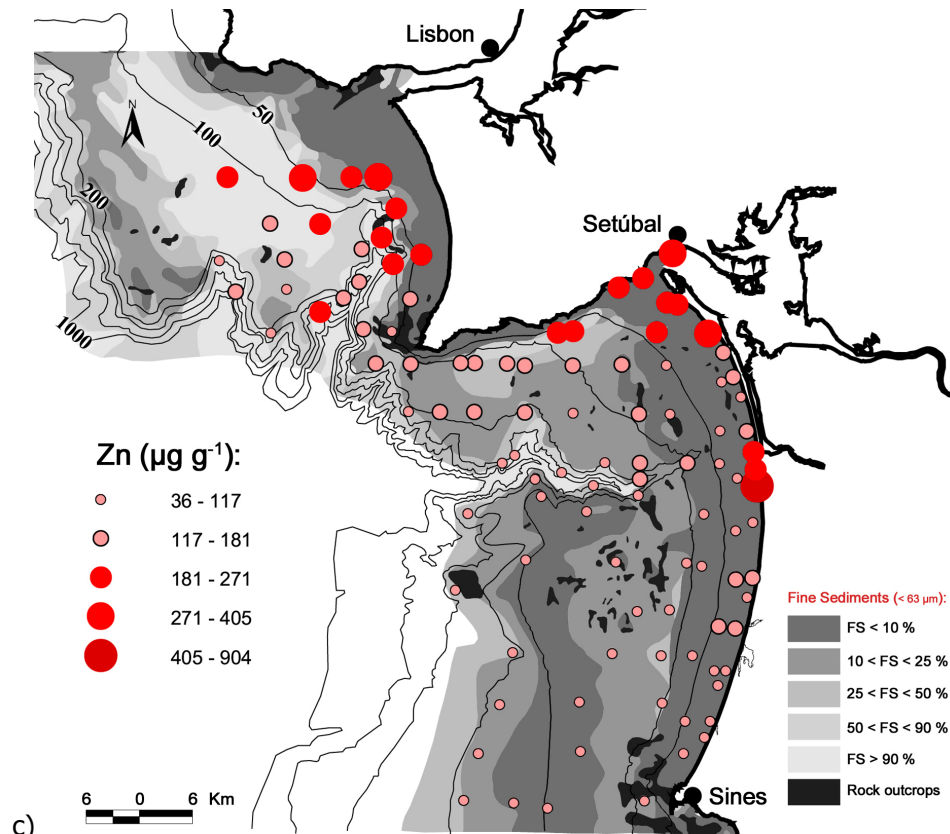 Lisbon
N
50
100
200
Setúbal
1000
Zn (µg g-1):
36 - 117
117 - 181
181 - 271
271 - 405
405 - 904
Fine Sediments (< 63 µm):
FS < 10 %
10 < FS < 25 %
25 < FS < 50 %
50 < FS < 90 %
FS > 90 %
Rock outcrops
6 0 6 Km
Sines
c)